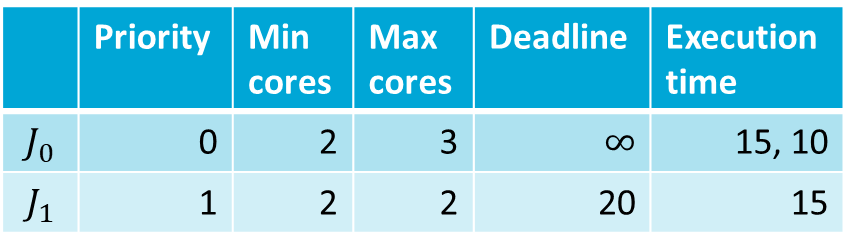 Priority Min cores Max cores Deadline Execution time
J₀ 0 2 3 ∞ 15, 10
J₁ 1 2 2 20 15